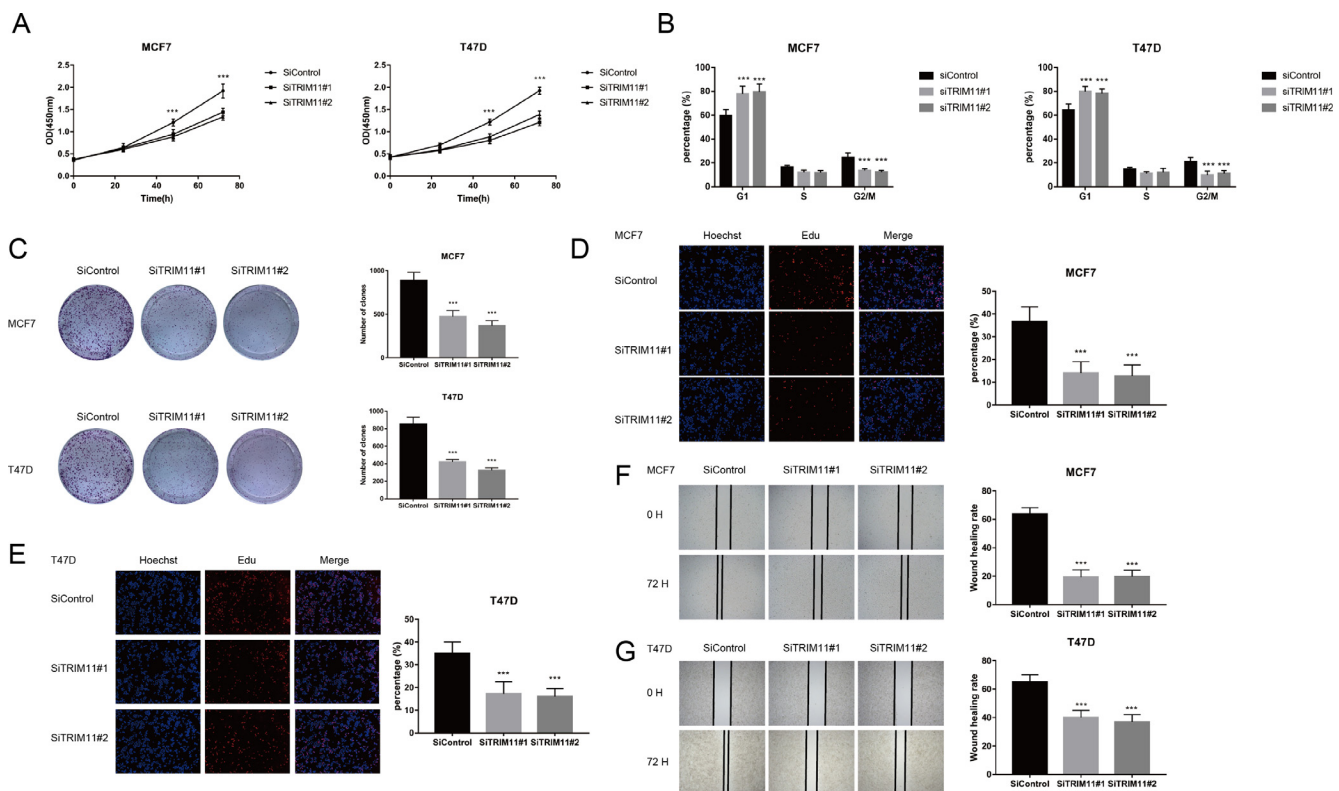 A
MCF7
OD(450nm)
2.5
2.0
1.5
1.0
0.5
0.0
0 20 40 60 80
Time(h)
*** ***
SiControl
SiTRIM11#1
SiTRIM11#2
T47D
OD(450nm)
2.5
2.0
1.5
1.0
0.5
0.0
0 20 40 60 80
Time(h)
*** ***
SiControl
SiTRIM11#1
SiTRIM11#2
B
MCF7
percentage (%)
100
80
60
40
20
0
*** *** *** ***
G1 S G2/M
siControl
siTRIM11#1
siTRIM11#2
T47D
percentage (%)
100
80
60
40
20
0
*** *** *** ***
G1 S G2/M
siControl
siTRIM11#1
siTRIM11#2
C
SiControl SiTRIM11#1 SiTRIM11#2
MCF7
MCF7
Number of clones
1000
500
0
*** ***
SiControl SiTRIM11#1 SiTRIM11#2
SiControl SiTRIM11#1 SiTRIM11#2
T47D
T47D
Number of clones
1000
800
600
400
200
0
*** ***
SiControl SiTRIM11#1 SiTRIM11#2
D
MCF7 Hoechst Edu Merge
SiControl
SiTRIM11#1
SiTRIM11#2
MCF7
percentage (%)
50
40
30
20
10
0
*** ***
SiControl SiTRIM11#1 SiTRIM11#2
E
T47D Hoechst Edu Merge
SiControl
SiTRIM11#1
SiTRIM11#2
T47D
percentage (%)
50
40
30
20
10
0
*** ***
SiControl SiTRIM11#1 SiTRIM11#2
F
MCF7 SiControl SiTRIM11#1 SiTRIM11#2
0 H
72 H
MCF7
Wound healing rate
80
60
40
20
0
*** ***
SiControl SiTRIM11#1 SiTRIM11#2
G
T47D SiControl SiTRIM11#1 SiTRIM11#2
0 H
72 H
T47D
Wound healing rate
80
60
40
20
0
*** ***
SiControl SiTRIM11#1 SiTRIM11#2